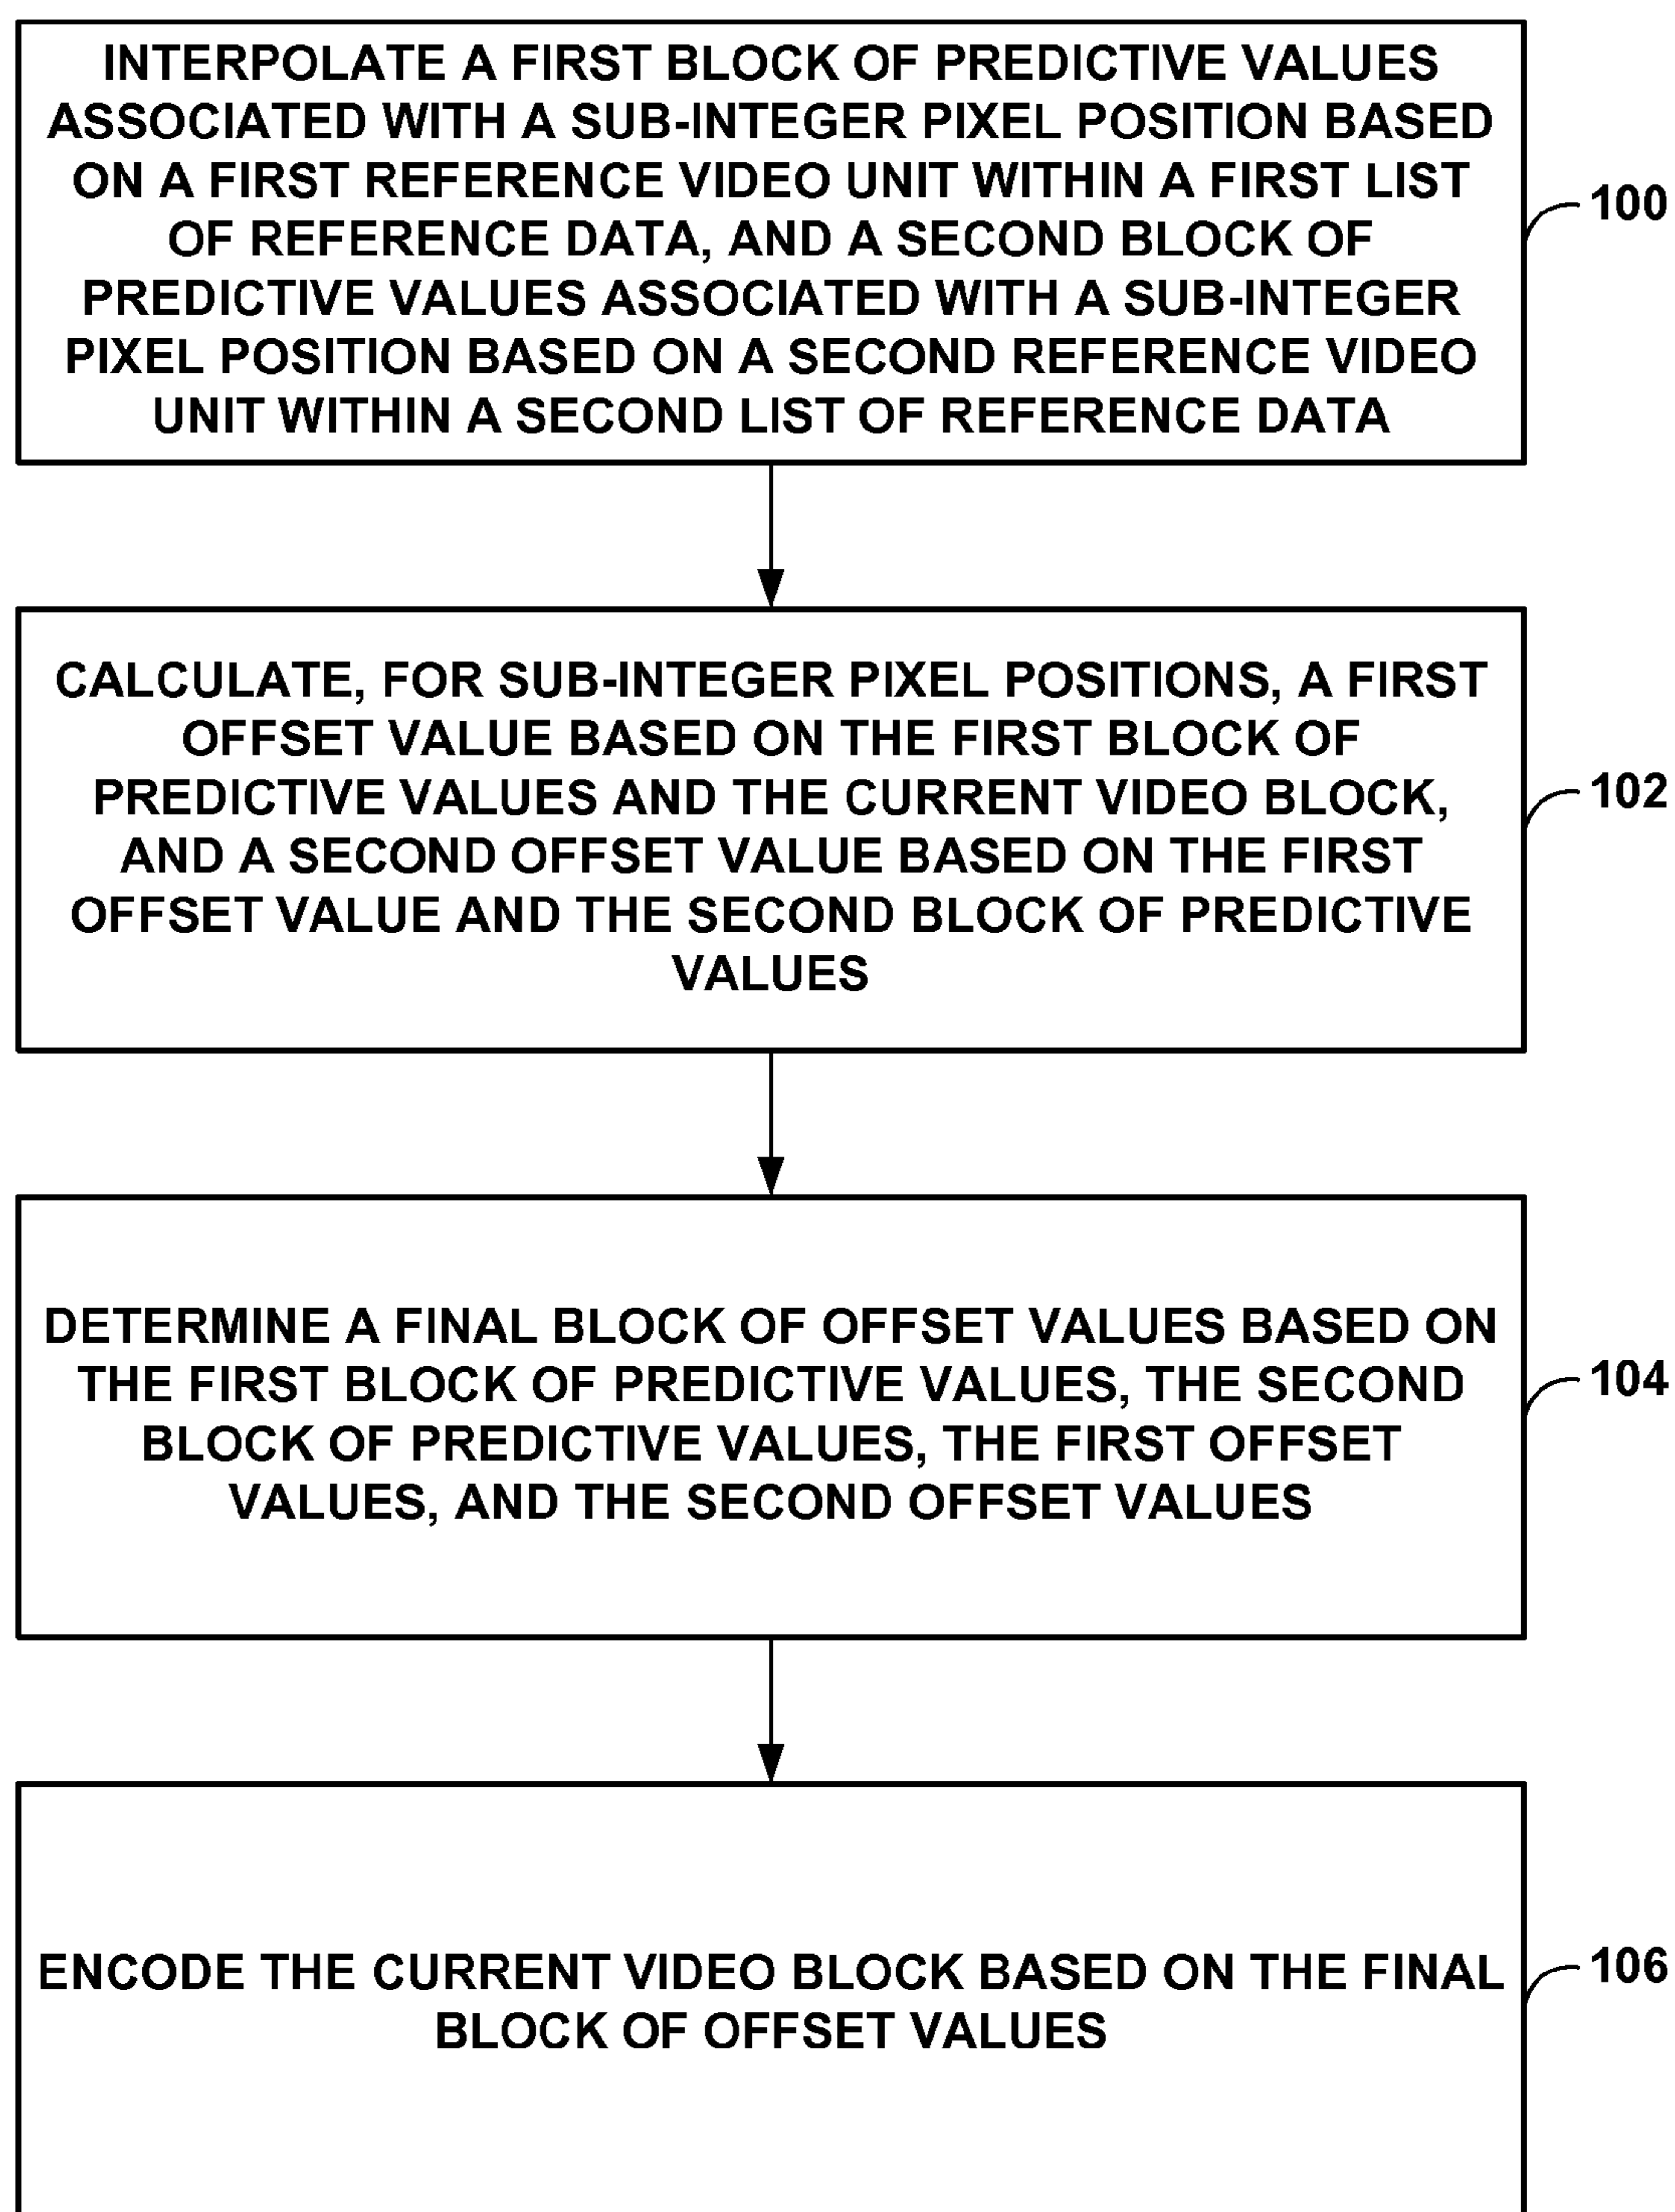 INTERPOLATE A FIRST BLOCK OF PREDICTIVE VALUES
ASSOCIATED WITH A SUB-INTEGER PIXEL POSITION BASED
ON A FIRST REFERENCE VIDEO UNIT WITHIN A FIRST LIST
OF REFERENCE DATA, AND A SECOND BLOCK OF
PREDICTIVE VALUES ASSOCIATED WITH A SUB-INTEGER
PIXEL POSITION BASED ON A SECOND REFERENCE VIDEO
UNIT WITHIN A SECOND LIST OF REFERENCE DATA
100
CALCULATE, FOR SUB-INTEGER PIXEL POSITIONS, A FIRST
OFFSET VALUE BASED ON THE FIRST BLOCK OF
PREDICTIVE VALUES AND THE CURRENT VIDEO BLOCK,
AND A SECOND OFFSET VALUE BASED ON THE FIRST
OFFSET VALUE AND THE SECOND BLOCK OF PREDICTIVE
VALUES
102
DETERMINE A FINAL BLOCK OF OFFSET VALUES BASED ON
THE FIRST BLOCK OF PREDICTIVE VALUES, THE SECOND
BLOCK OF PREDICTIVE VALUES, THE FIRST OFFSET
VALUES, AND THE SECOND OFFSET VALUES
104
ENCODE THE CURRENT VIDEO BLOCK BASED ON THE FINAL
BLOCK OF OFFSET VALUES
106